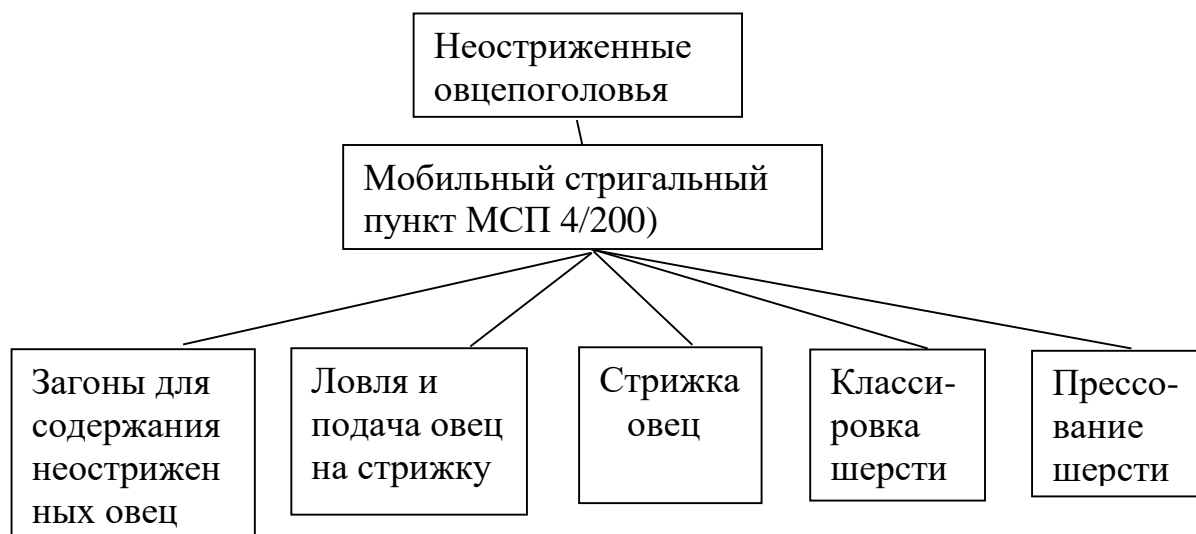 Неостриженные
овцепоголовья
Мобильный стригальный
пункт МСП 4/200)
Загоны для
содержания
неострижен
ных овец
Ловля и
подача овец
на стрижку
Стрижка
овец
Класси-
ровка
шерсти
Прессо-
вание
шерсти